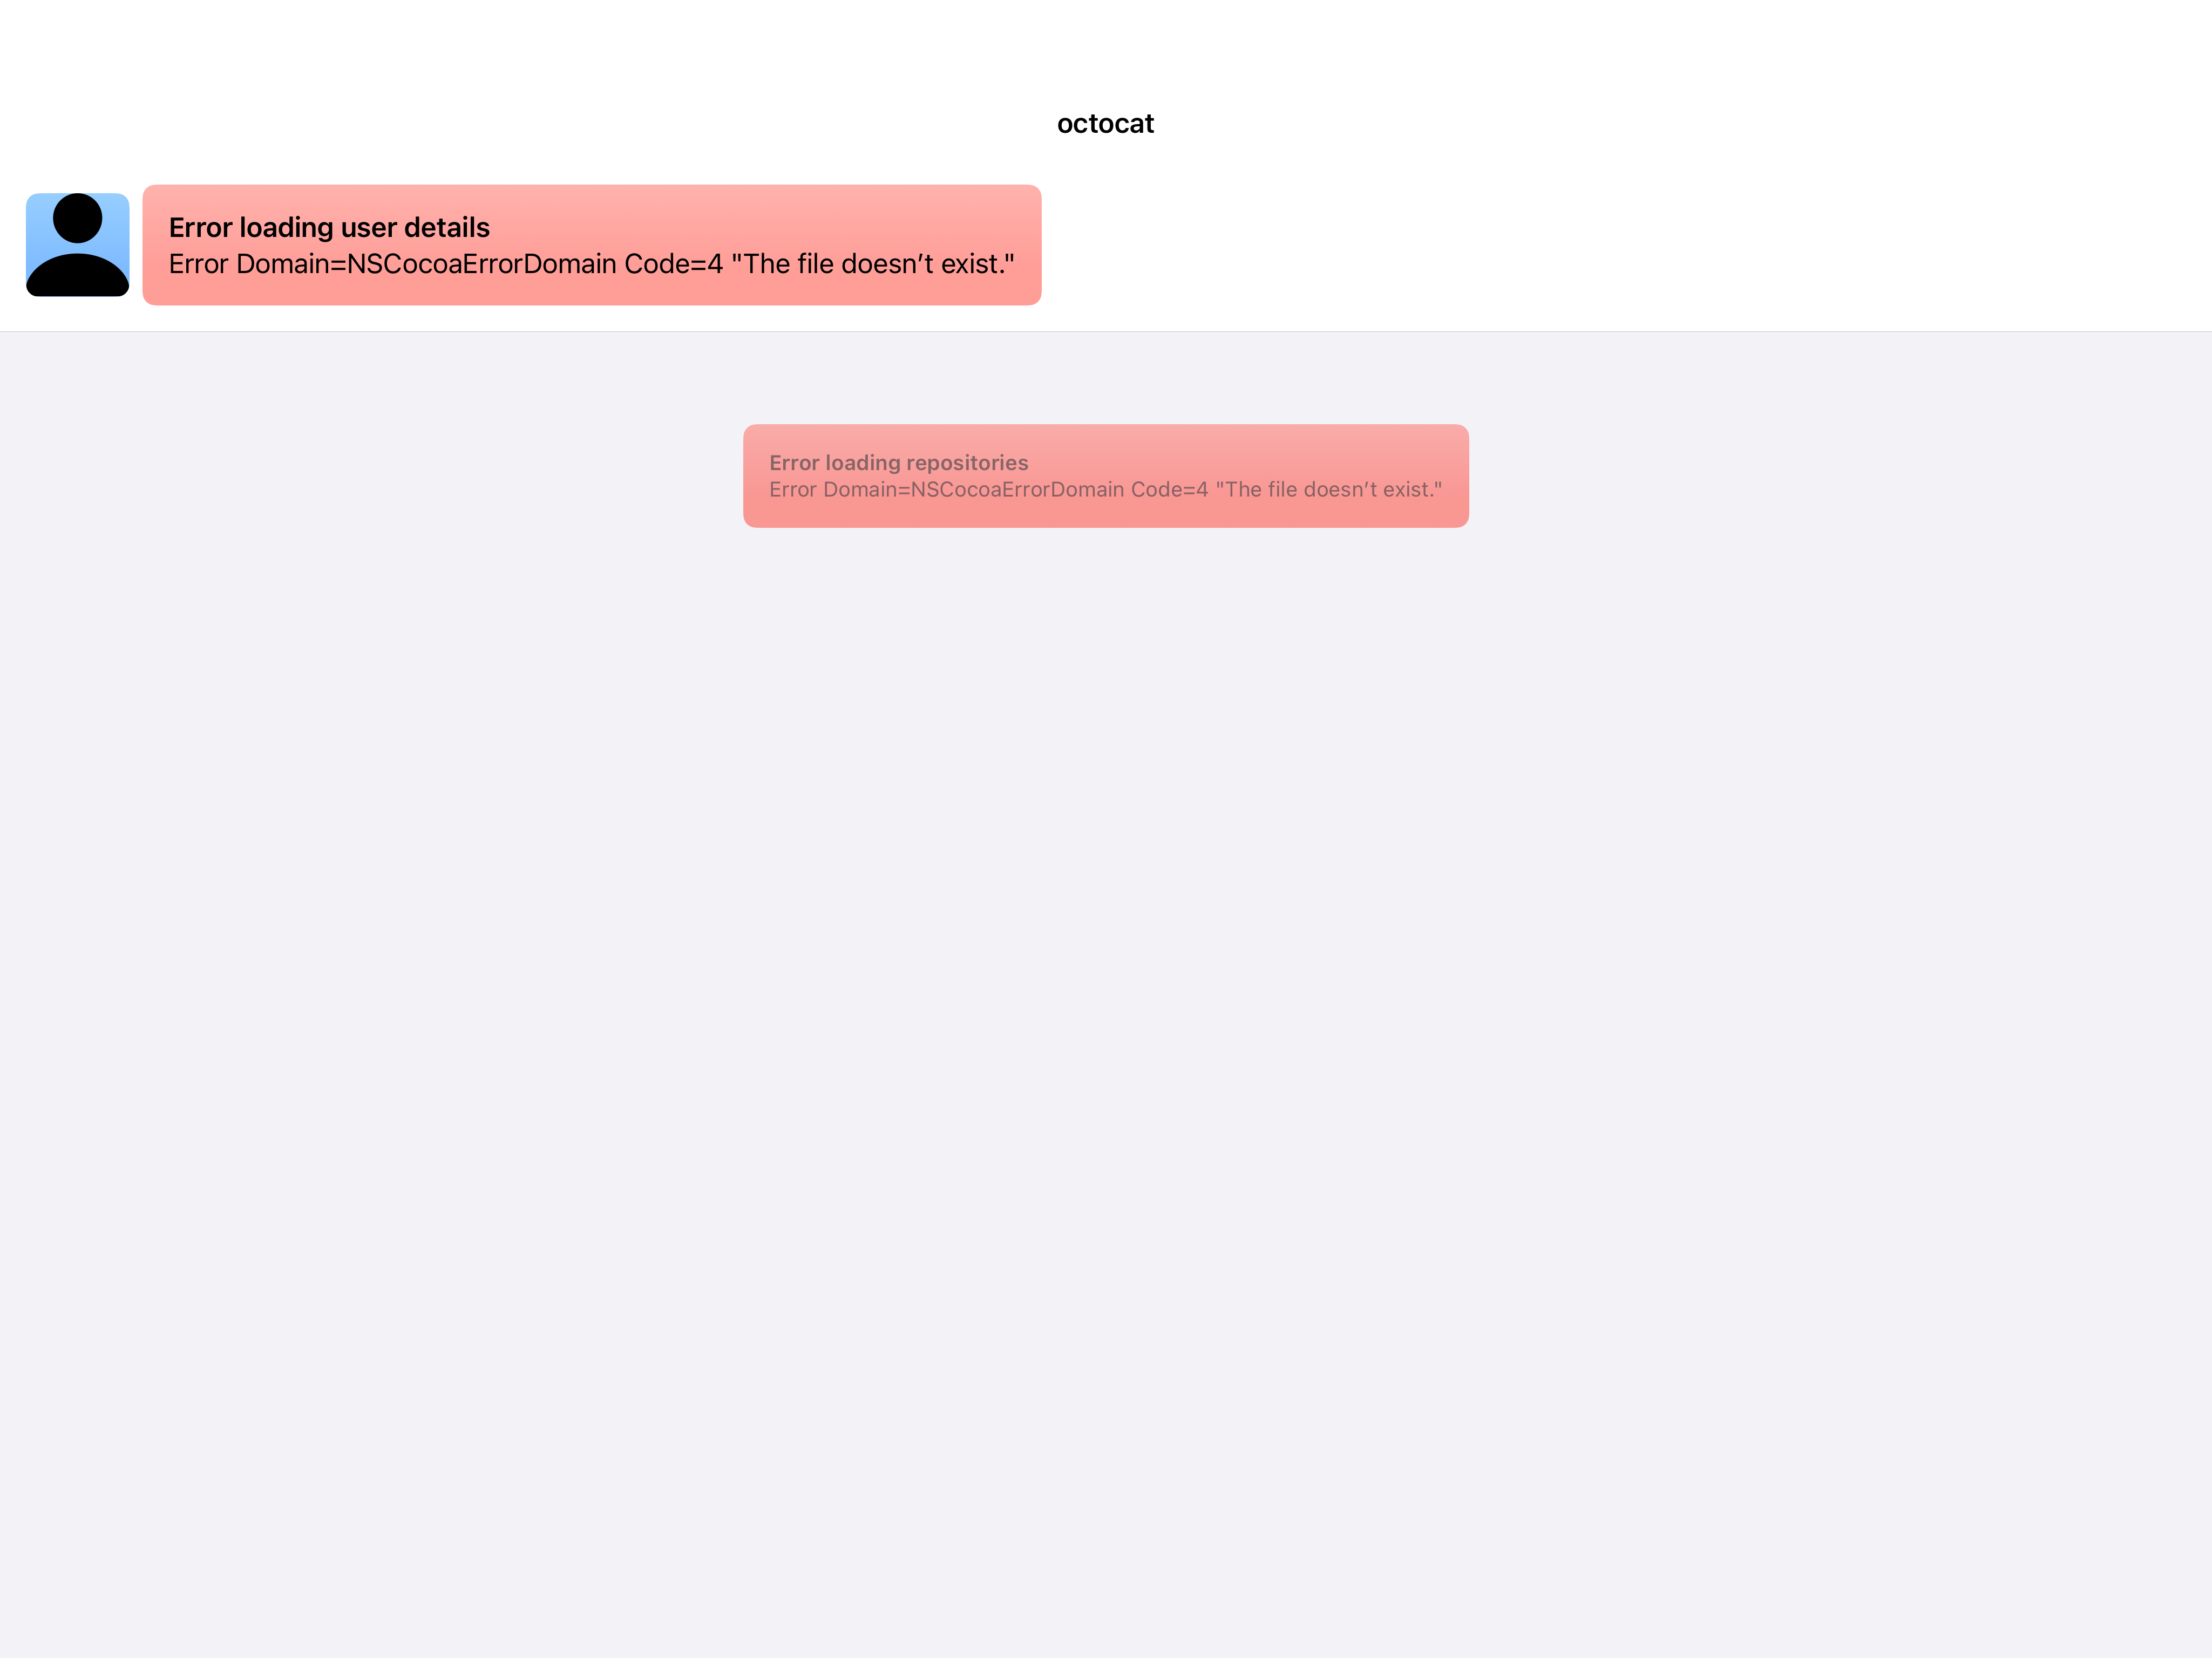 octocat
Error loading user details
Error Domain=NSCocoaErrorDomain Code=4 "The file doesn’t exist."
Error loading repositories
Error Domain=NSCocoaErrorDomain Code=4 "The file doesn’t exist."